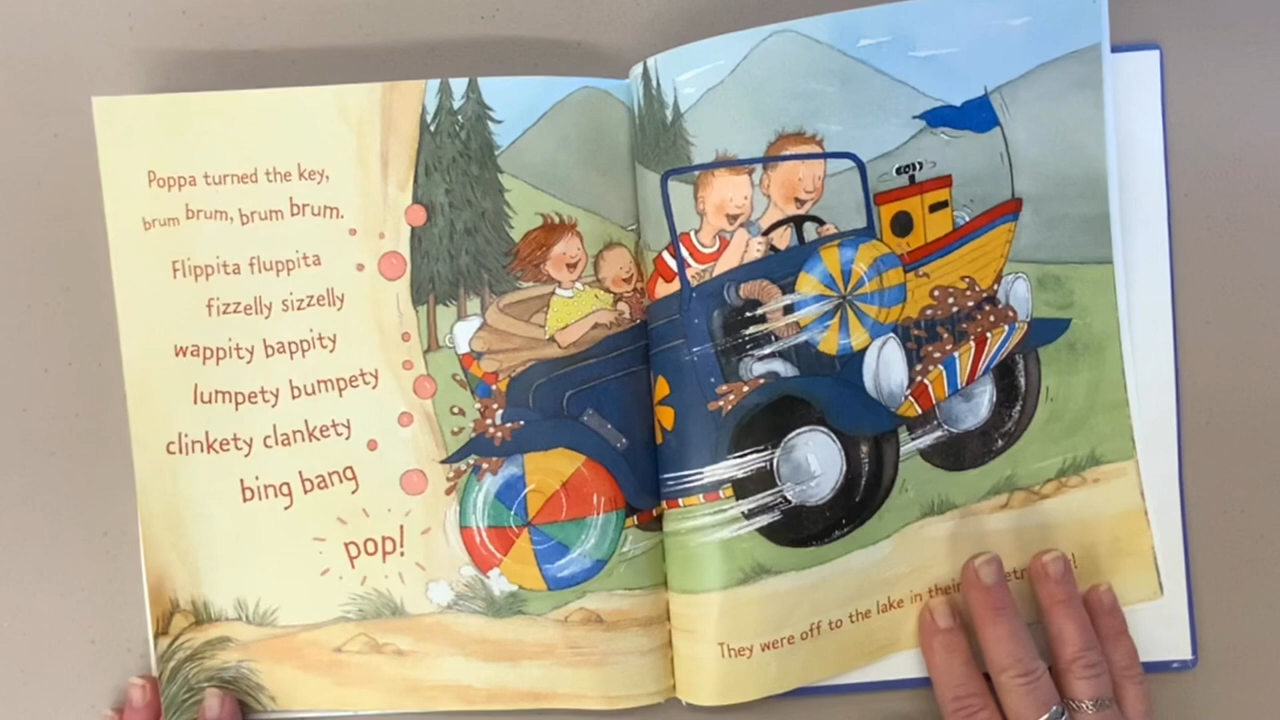 Poppa turned the key,
brum brum, brum brum.
Flippita fluppita
fizzelly sizzelly
wappity bappity
lumpety bumpety
clinkety clankety
bing bang
pop!
They were off to the lake in their